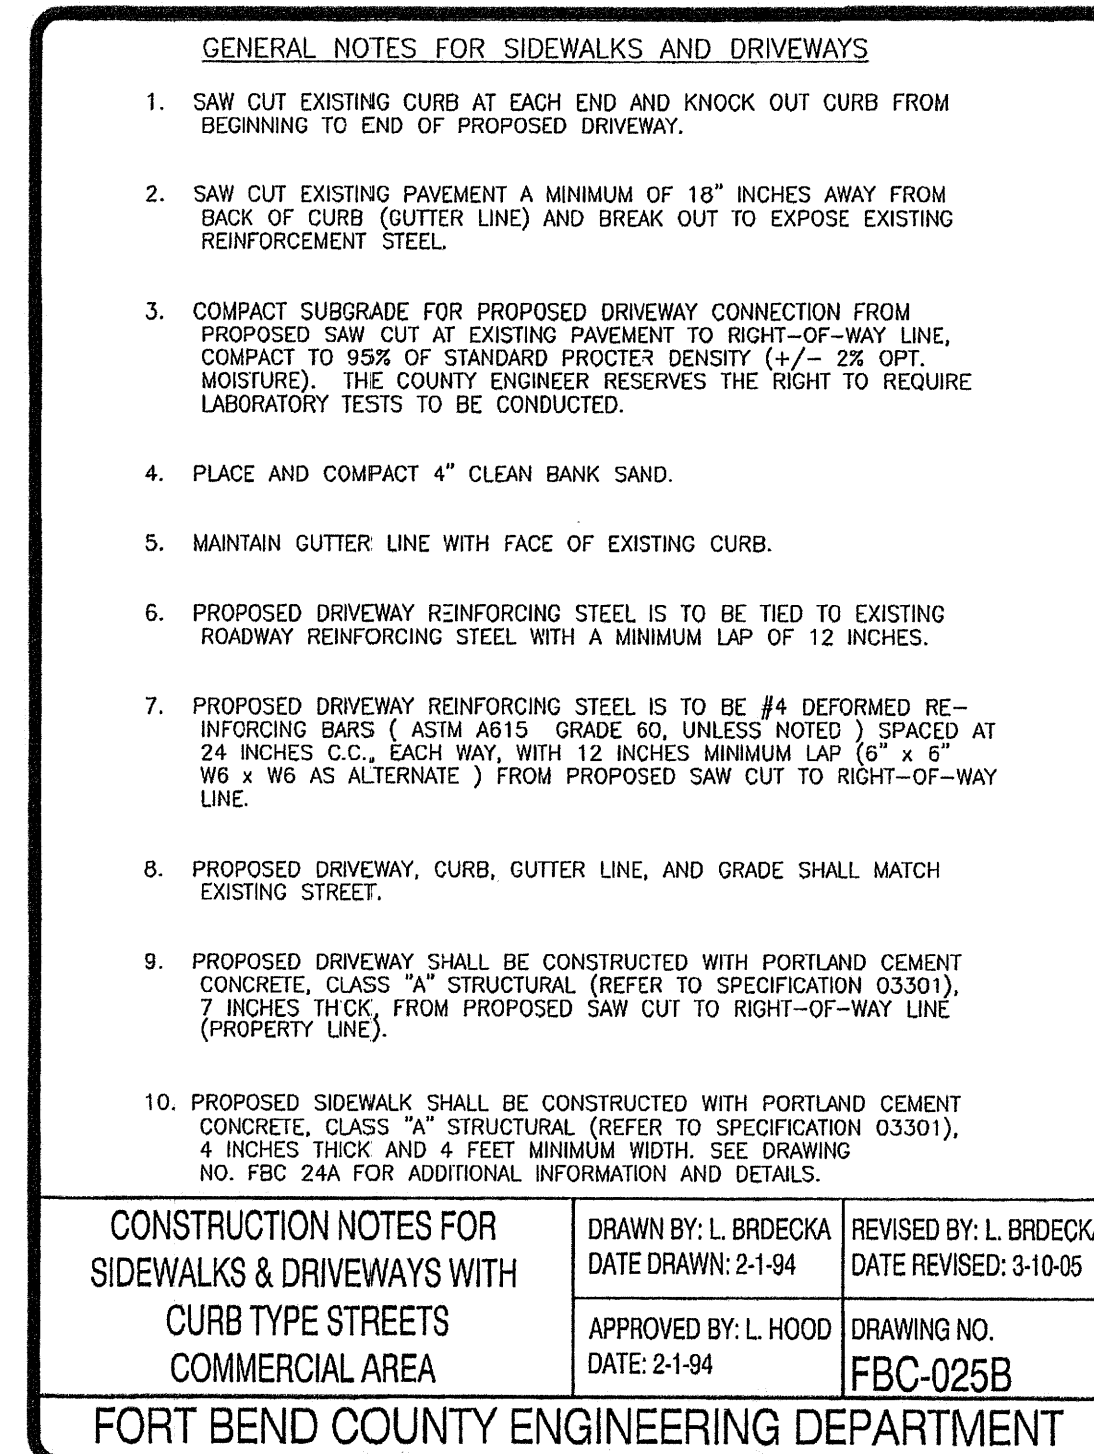 GENERAL NOTES FOR SIDEWALKS AND DRIVEWAYS
1. SAW CUT EXISTING CURB AT EACH END AND KNOCK OUT CURB FROM
BEGINNING TO END OF PROPOSED DRIVEWAY.
2. SAW CUT EXISTING PAVEMENT A MINIMUM OF 18" INCHES AWAY FROM
BACK OF CURB (GUTTER LINE) AND BREAK OUT TO EXPOSE EXISTING
REINFORCEMENT STEEL.
3. COMPACT SUBGRADE FOR PROPOSED DRIVEWAY CONNECTION FROM
PROPOSED SAW CUT AT EXISTING PAVEMENT TO RIGHT-OF-WAY LINE,
COMPACT TO 95% OF STANDARD PROCTER DENSITY (+/- 2% OPT.
MOISTURE). THE COUNTY ENGINEER RESERVES THE RIGHT TO REQUIRE
LABORATORY TESTS TO BE CONDUCTED.
4. PLACE AND COMPACT 4" CLEAN BANK SAND.
5. MAINTAIN GUTTER LINE WITH FACE OF EXISTING CURB.
6. PROPOSED DRIVEWAY REINFORCING STEEL IS TO BE TIED TO EXISTING
ROADWAY REINFORCING STEEL WITH A MINIMUM LAP OF 12 INCHES.
7. PROPOSED DRIVEWAY REINFORCING STEEL IS TO BE #4 DEFORMED RE-
INFORCING BARS ( ASTM A615 GRADE 60, UNLESS NOTED ) SPACED AT
24 INCHES C.C., EACH WAY, WITH 12 INCHES MINIMUM LAP (6" x 6"
W6 x W6 AS ALTERNATE ) FROM PROPOSED SAW CUT TO RIGHT-OF-WAY
LINE.
8. PROPOSED DRIVEWAY, CURB, GUTTER LINE, AND GRADE SHALL MATCH
EXISTING STREET.
9. PROPOSED DRIVEWAY SHALL BE CONSTRUCTED WITH PORTLAND CEMENT
CONCRETE, CLASS "A" STRUCTURAL (REFER TO SPECIFICATION 03301),
7 INCHES THICK, FROM PROPOSED SAW CUT TO RIGHT-OF-WAY LINE
(PROPERTY LINE).
10. PROPOSED SIDEWALK SHALL BE CONSTRUCTED WITH PORTLAND CEMENT
CONCRETE, CLASS "A" STRUCTURAL (REFER TO SPECIFICATION 03301),
4 INCHES THICK AND 4 FEET MINIMUM WIDTH. SEE DRAWING
NO. FBC 24A FOR ADDITIONAL INFORMATION AND DETAILS.
CONSTRUCTION NOTES FOR
SIDEWALKS & DRIVEWAYS WITH
CURB TYPE STREETS
COMMERCIAL AREA
DRAWN BY: L. BRDECKA
DATE DRAWN: 2-1-94
REVISED BY: L. BRDECKA
DATE REVISED: 3-10-05
APPROVED BY: L. HOOD
DATE: 2-1-94
DRAWING NO.
FBC-025B
FORT BEND COUNTY ENGINEERING DEPARTMENT